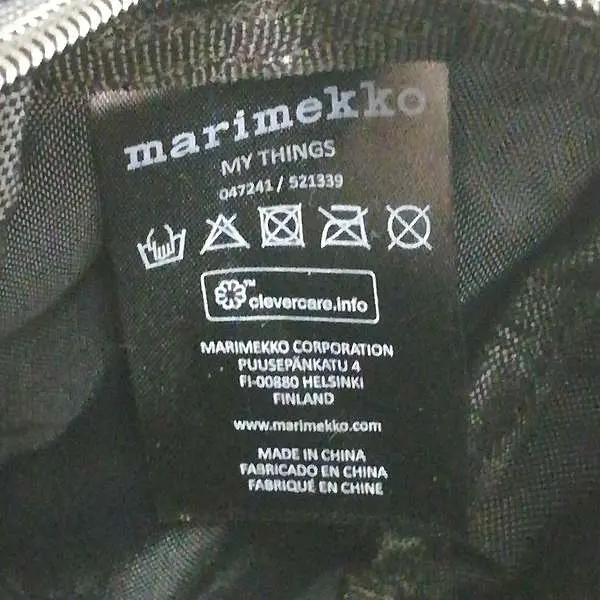 marimekko
MY THINGS
047241 / 521339
clevercare.info™
MARIMEKKO CORPORATION
PUUSEPÄNKATU 4
FI-00880 HELSINKI
FINLAND
www.marimekko.com
MADE IN CHINA
FABRICADO EN CHINA
FABRIQUÉ EN CHINE